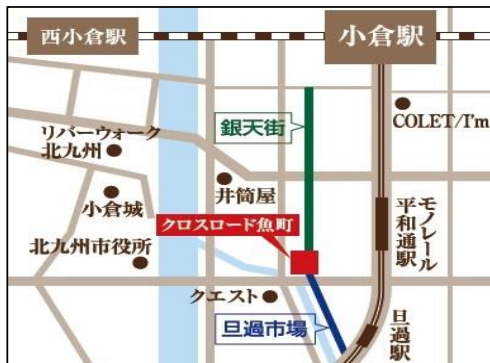 西小倉駅
小倉駅
銀天街
COLET/I'm
リバーウォーク
北九州
井筒屋
小倉城
クロスロード魚町
モノレール
平和通駅
北九州市役所
クエスト
旦過市場
旦過駅